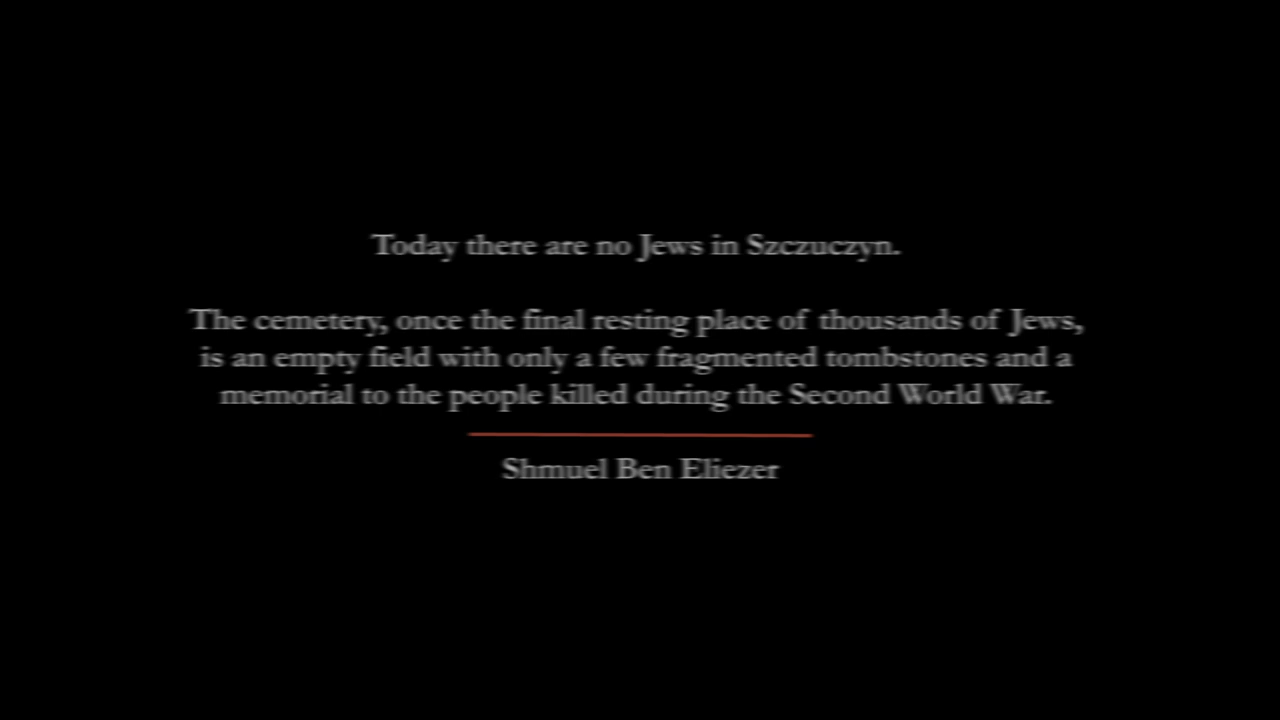 Today there are no Jews in Szczuczyn.
The cemetery, once the final resting place of thousands of Jews,
is an empty field with only a few fragmented tombstones and a
memorial to the people killed during the Second World War.
Shmuel Ben Eliezer